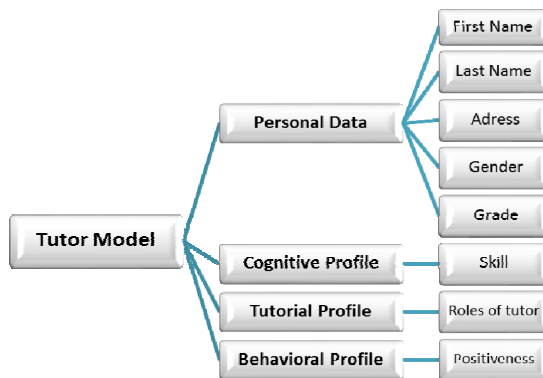 Tutor Model
Personal Data
First Name
Last Name
Adress
Gender
Grade
Cognitive Profile
Skill
Tutorial Profile
Roles of tutor
Behavioral Profile
Positiveness